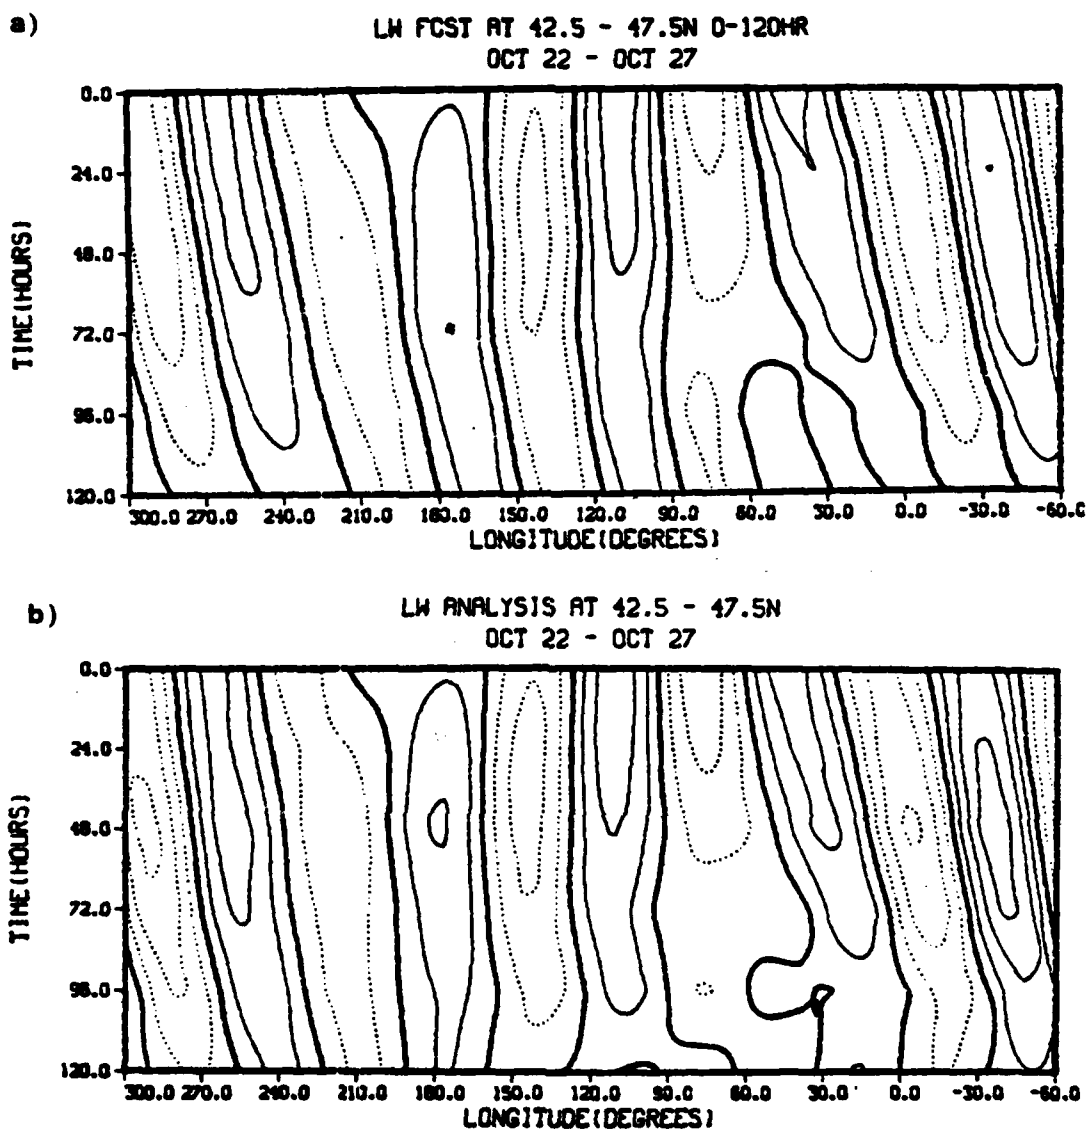 a)
LW FCST AT 42.5 - 47.5N 0-120HR
OCT 22 - OCT 27
0.0
24.0
48.0
72.0
96.0
120.0
TIME(HOURS)
300.0 270.0 240.0 210.0 180.0 150.0 120.0 90.0 60.0 30.0 0.0 -30.0 -60.0
LONGITUDE(DEGREES)
b)
LW ANALYSIS AT 42.5 - 47.5N
OCT 22 - OCT 27
0.0
24.0
48.0
72.0
96.0
120.0
TIME(HOURS)
300.0 270.0 240.0 210.0 180.0 150.0 120.0 90.0 60.0 30.0 0.0 -30.0 -60.0
LONGITUDE(DEGREES)